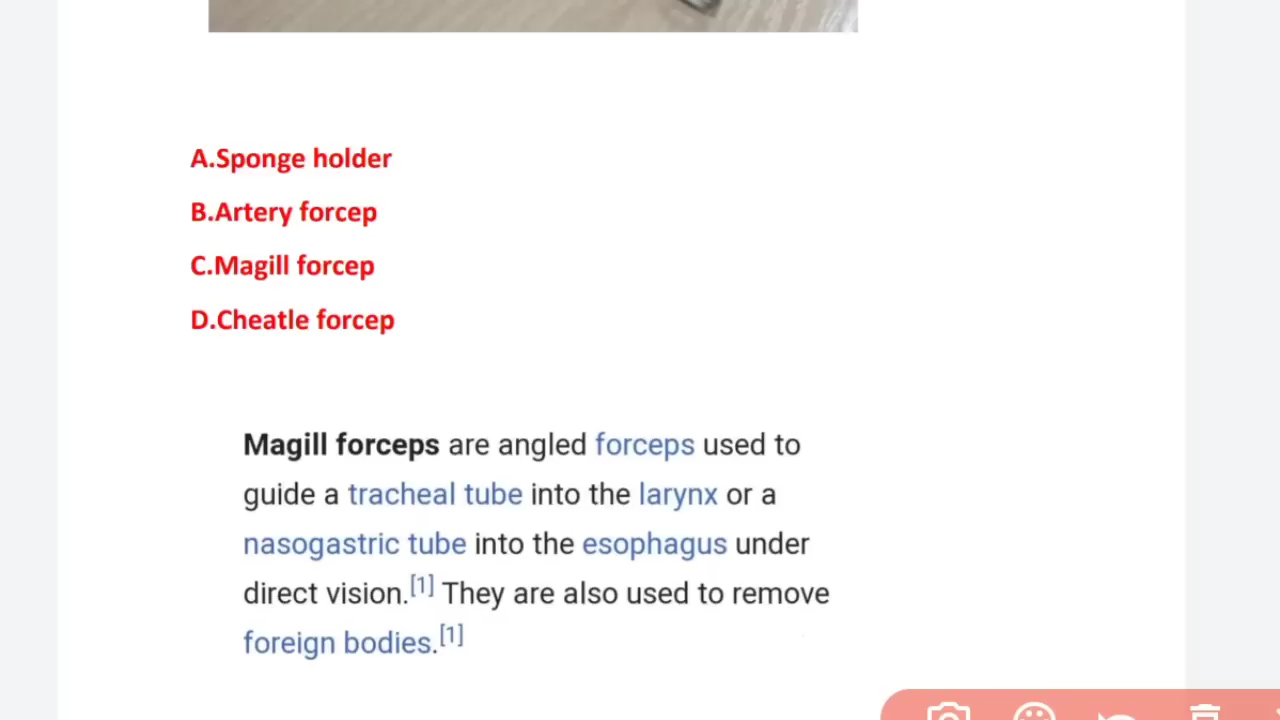 A.Sponge holder
B.Artery forcep
C.Magill forcep
D.Cheatle forcep
Magill forceps are angled forceps used to
guide a tracheal tube into the larynx or a
nasogastric tube into the esophagus under
direct vision.[1] They are also used to remove
foreign bodies.[1]